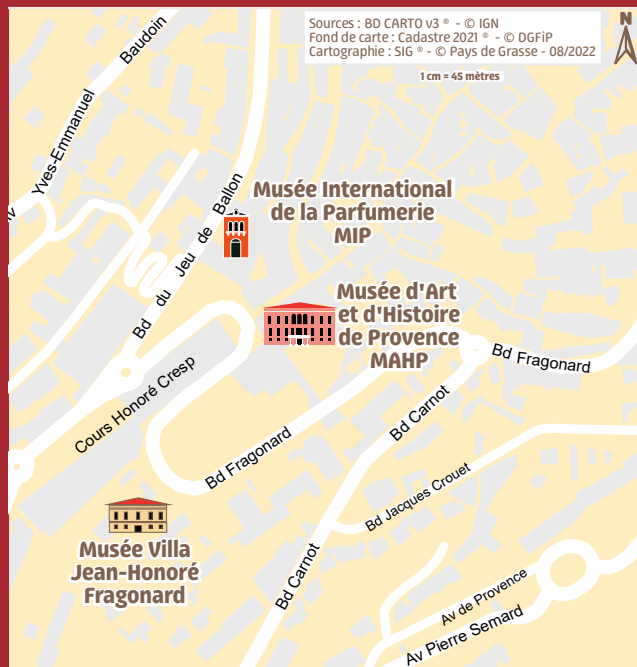 Sources : BD CARTO v3 ® - © IGN
Fond de carte : Cadastre 2021 ® - © DGFiP
Cartographie : SIG ® - © Pays de Grasse - 08/2022
N
1 cm = 45 mètres
Baudoin
Yves-Emmanuel
Bd du Jeu de Ballon
Musée International
de la Parfumerie
MIP
Musée d'Art
et d'Histoire
de Provence
MAHP
Bd Fragonard
Cours Honoré Cresp
Bd Carnot
Bd Fragonard
Bd Jacques Crouet
Musée Villa
Jean-Honoré
Fragonard
Bd Carnot
Av de Provence
Av Pierre Semard